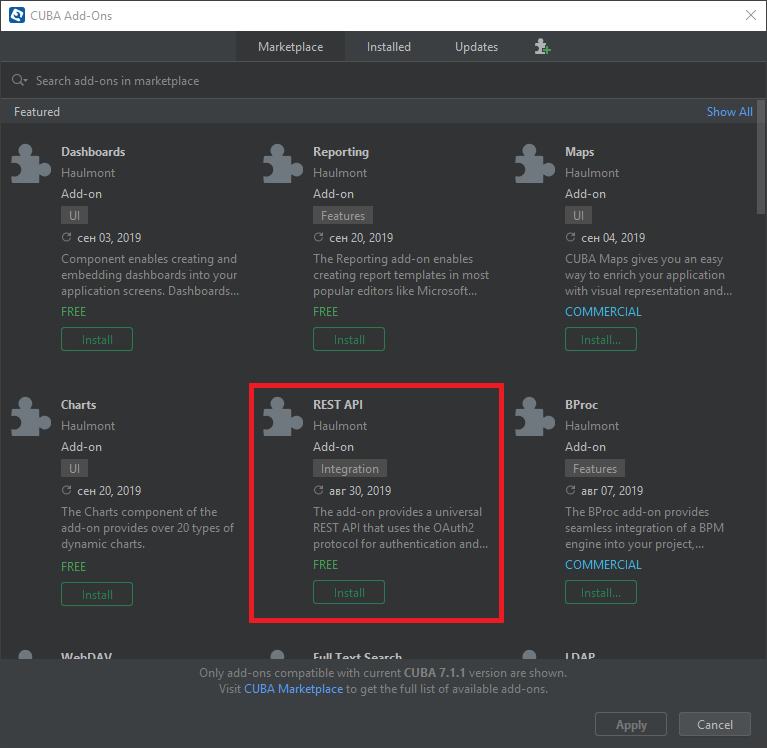 CUBA Add-Ons
Marketplace Installed Updates
Search add-ons in marketplace
Featured Show All
Dashboards
Haulmont
Add-on
UI
сен 03, 2019
Component enables creating and
embedding dashboards into your
application screens. Dashboards...
FREE
Install
Reporting
Haulmont
Add-on
Features
сен 20, 2019
The Reporting add-on enables
creating report templates in most
popular editors like Microsoft...
FREE
Install
Maps
Haulmont
Add-on
UI
сен 04, 2019
CUBA Maps gives you an easy
way to enrich your application
with visual representation and...
COMMERCIAL
Install...
Charts
Haulmont
Add-on
UI
сен 20, 2019
The Charts component of the
add-on provides over 20 types of
dynamic charts.
FREE
Install
REST API
Haulmont
Add-on
Integration
авг 30, 2019
The add-on provides a universal
REST API that uses the OAuth2
protocol for authentication and...
FREE
Install
BProc
Haulmont
Add-on
Features
авг 07, 2019
The BProc add-on provides
seamless integration of a BPM
engine into your project,...
COMMERCIAL
Install...
WebDAV
Full Text Search
LDAP
Only add-ons compatible with current CUBA 7.1.1 version are shown.
Visit CUBA Marketplace to get the full list of available add-ons.
Apply Cancel